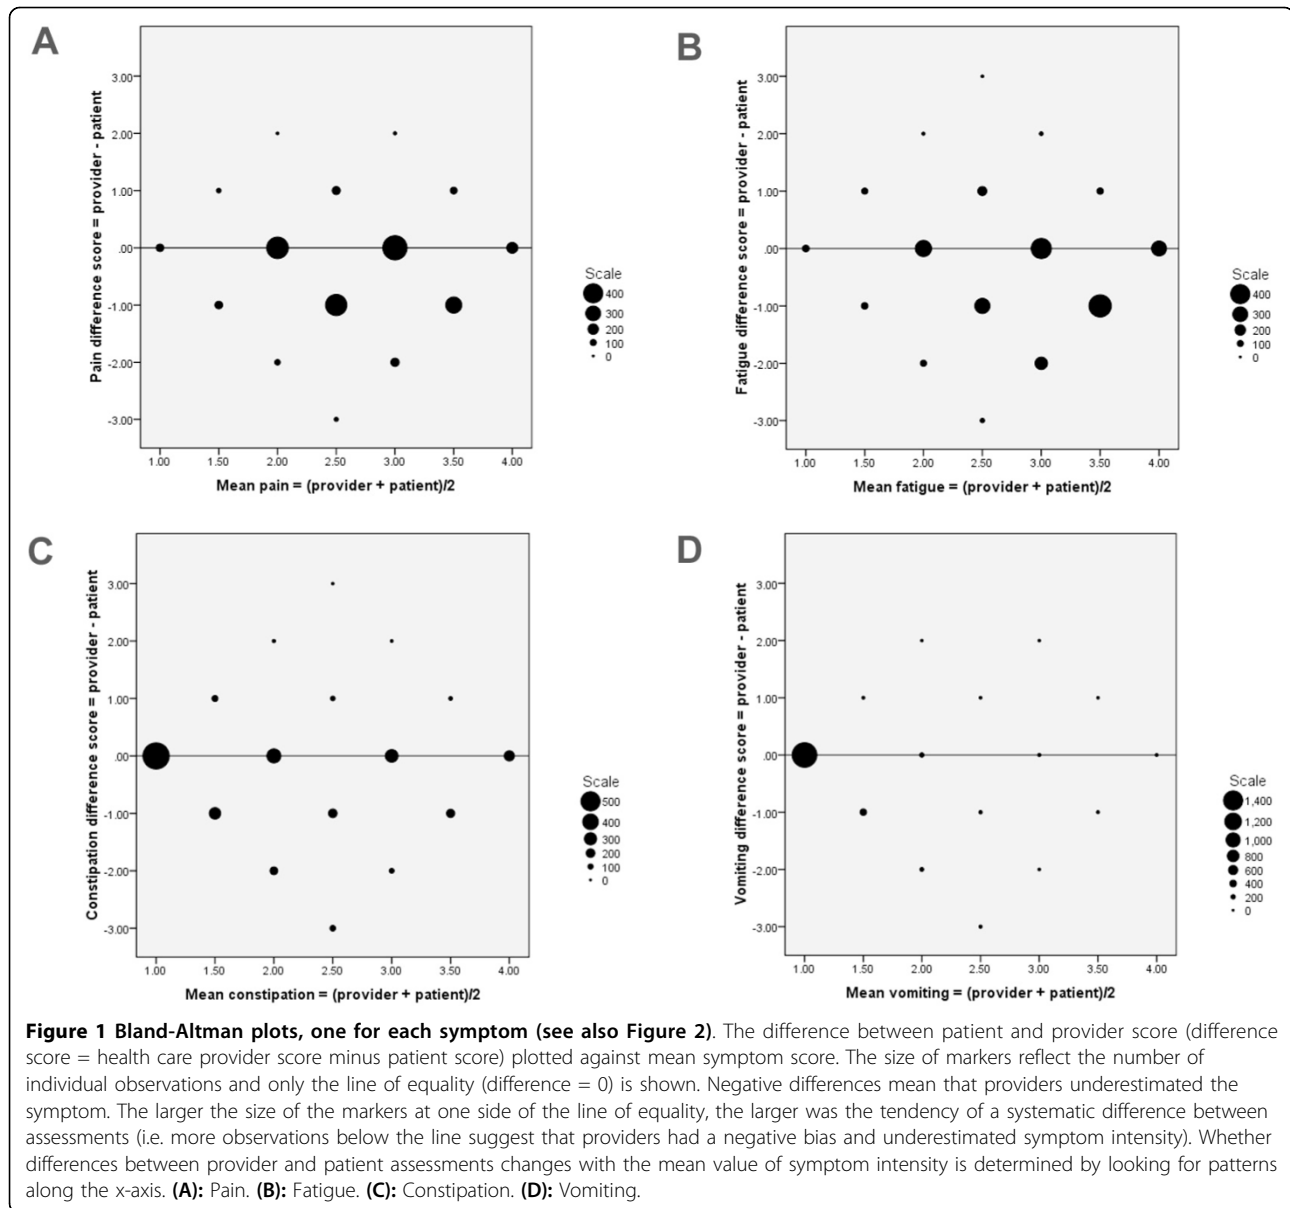 A
3.00
2.00
1.00
.00
-1.00
-2.00
-3.00
Pain difference score = provider - patient
1.00 1.50 2.00 2.50 3.00 3.50 4.00
Mean pain = (provider + patient)/2
Scale
400
300
200
100
0
B
3.00
2.00
1.00
.00
-1.00
-2.00
-3.00
Fatigue difference score = provider - patient
1.00 1.50 2.00 2.50 3.00 3.50 4.00
Mean fatigue = (provider + patient)/2
Scale
400
300
200
100
0
C
3.00
2.00
1.00
.00
-1.00
-2.00
-3.00
Constipation difference score = provider - patient
1.00 1.50 2.00 2.50 3.00 3.50 4.00
Mean constipation = (provider + patient)/2
Scale
500
400
300
200
100
0
D
3.00
2.00
1.00
.00
-1.00
-2.00
-3.00
Vomiting difference score = provider - patient
1.00 1.50 2.00 2.50 3.00 3.50 4.00
Mean vomiting = (provider + patient)/2
Scale
1,400
1,200
1,000
800
600
400
200
0
Figure 1 Bland-Altman plots, one for each symptom (see also Figure 2). The difference between patient and provider score (difference
score = health care provider score minus patient score) plotted against mean symptom score. The size of markers reflect the number of
individual observations and only the line of equality (difference = 0) is shown. Negative differences mean that providers underestimated the
symptom. The larger the size of the markers at one side of the line of equality, the larger was the tendency of a systematic difference between
assessments (i.e. more observations below the line suggest that providers had a negative bias and underestimated symptom intensity). Whether
differences between provider and patient assessments changes with the mean value of symptom intensity is determined by looking for patterns
along the x-axis. (A): Pain. (B): Fatigue. (C): Constipation. (D): Vomiting.